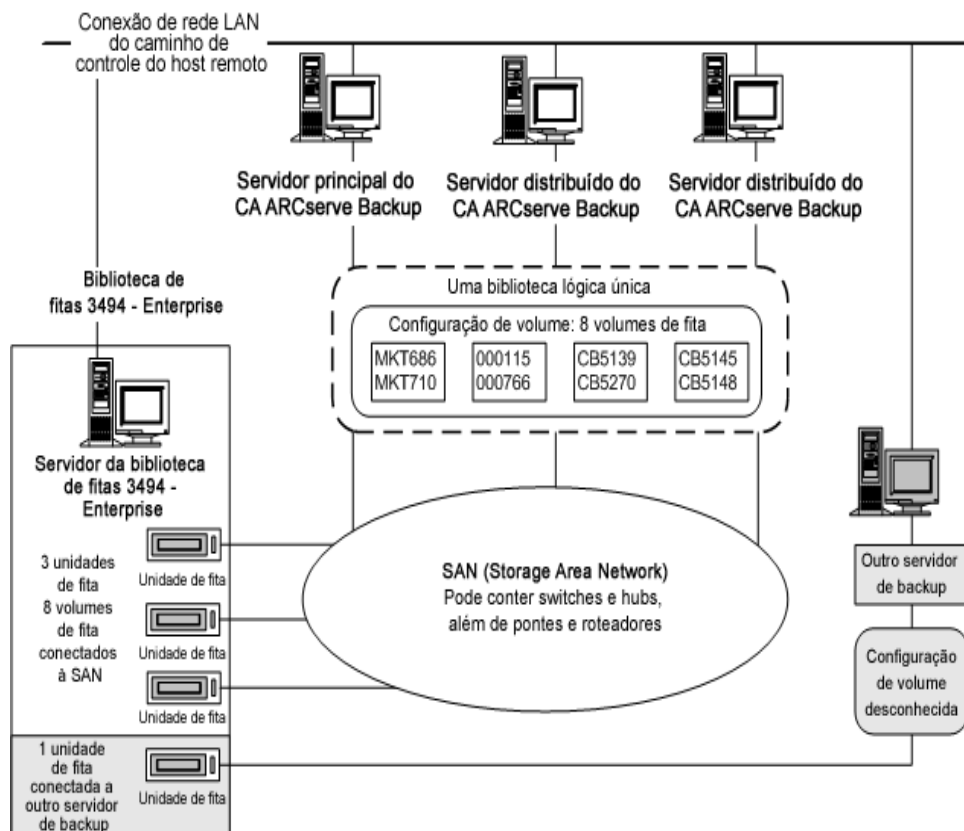 Conexão de rede LAN
do caminho de
controle do host remoto
Servidor principal do
CA ARCserve Backup
Servidor distribuído do
CA ARCserve Backup
Servidor distribuído do
CA ARCserve Backup
Biblioteca de
fitas 3494 - Enterprise
Uma biblioteca lógica única
Configuração de volume: 8 volumes de fita
MKT686
MKT710
000115
000766
CB5139
CB5270
CB5145
CB5148
Servidor da biblioteca
de fitas 3494 -
Enterprise
3 unidades
de fita
8 volumes
de fita
conectados
à SAN
Unidade de fita
Unidade de fita
Unidade de fita
SAN (Storage Area Network)
Pode conter switches e hubs,
além de pontes e roteadores
Outro servidor
de backup
Configuração
de volume
desconhecida
1 unidade
de fita
conectada a
outro servidor
de backup
Unidade de fita